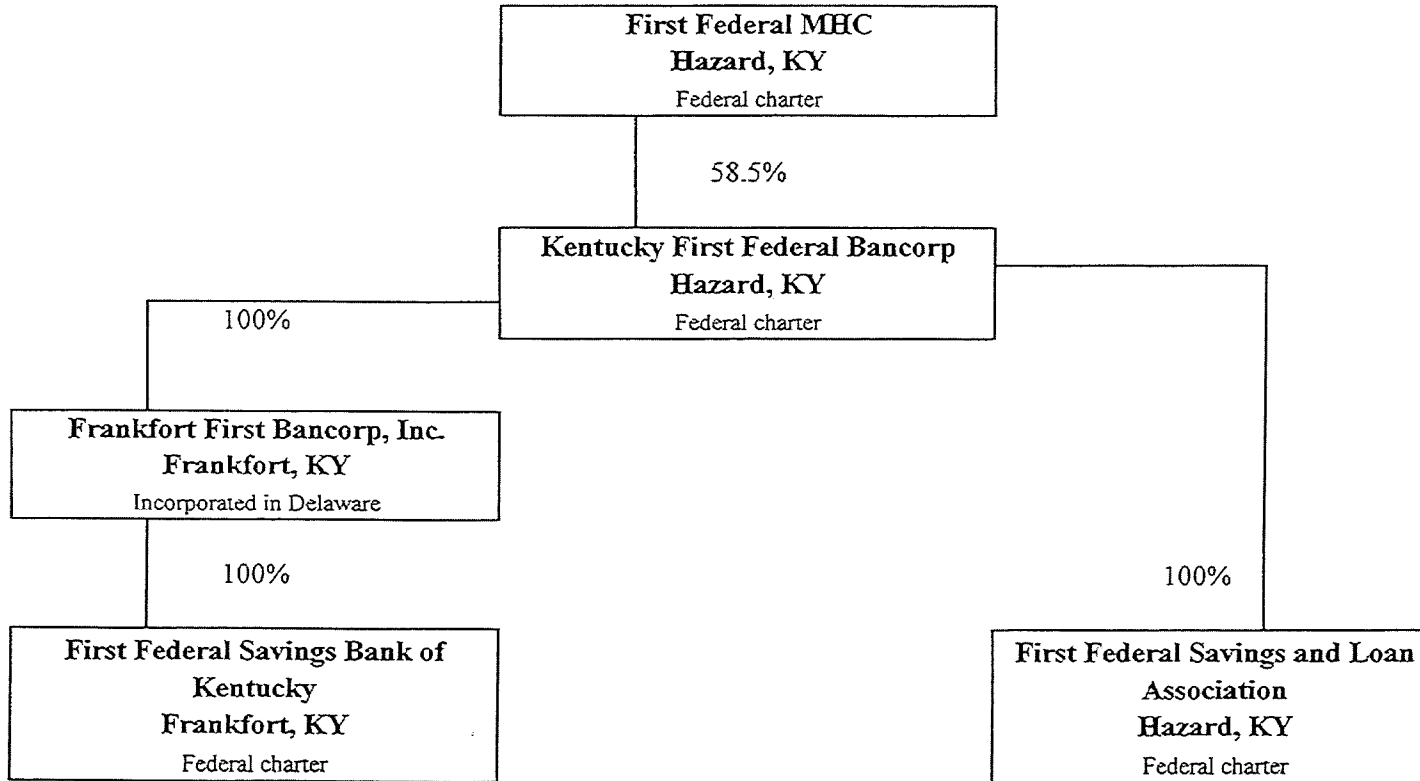 First Federal MHC
Hazard, KY
Federal charter
58.5%
Kentucky First Federal Bancorp
Hazard, KY
Federal charter
100%
Frankfort First Bancorp, Inc.
Frankfort, KY
Incorporated in Delaware
100%
100%
First Federal Savings Bank of
Kentucky
Frankfort, KY
Federal charter
First Federal Savings and Loan
Association
Hazard, KY
Federal charter